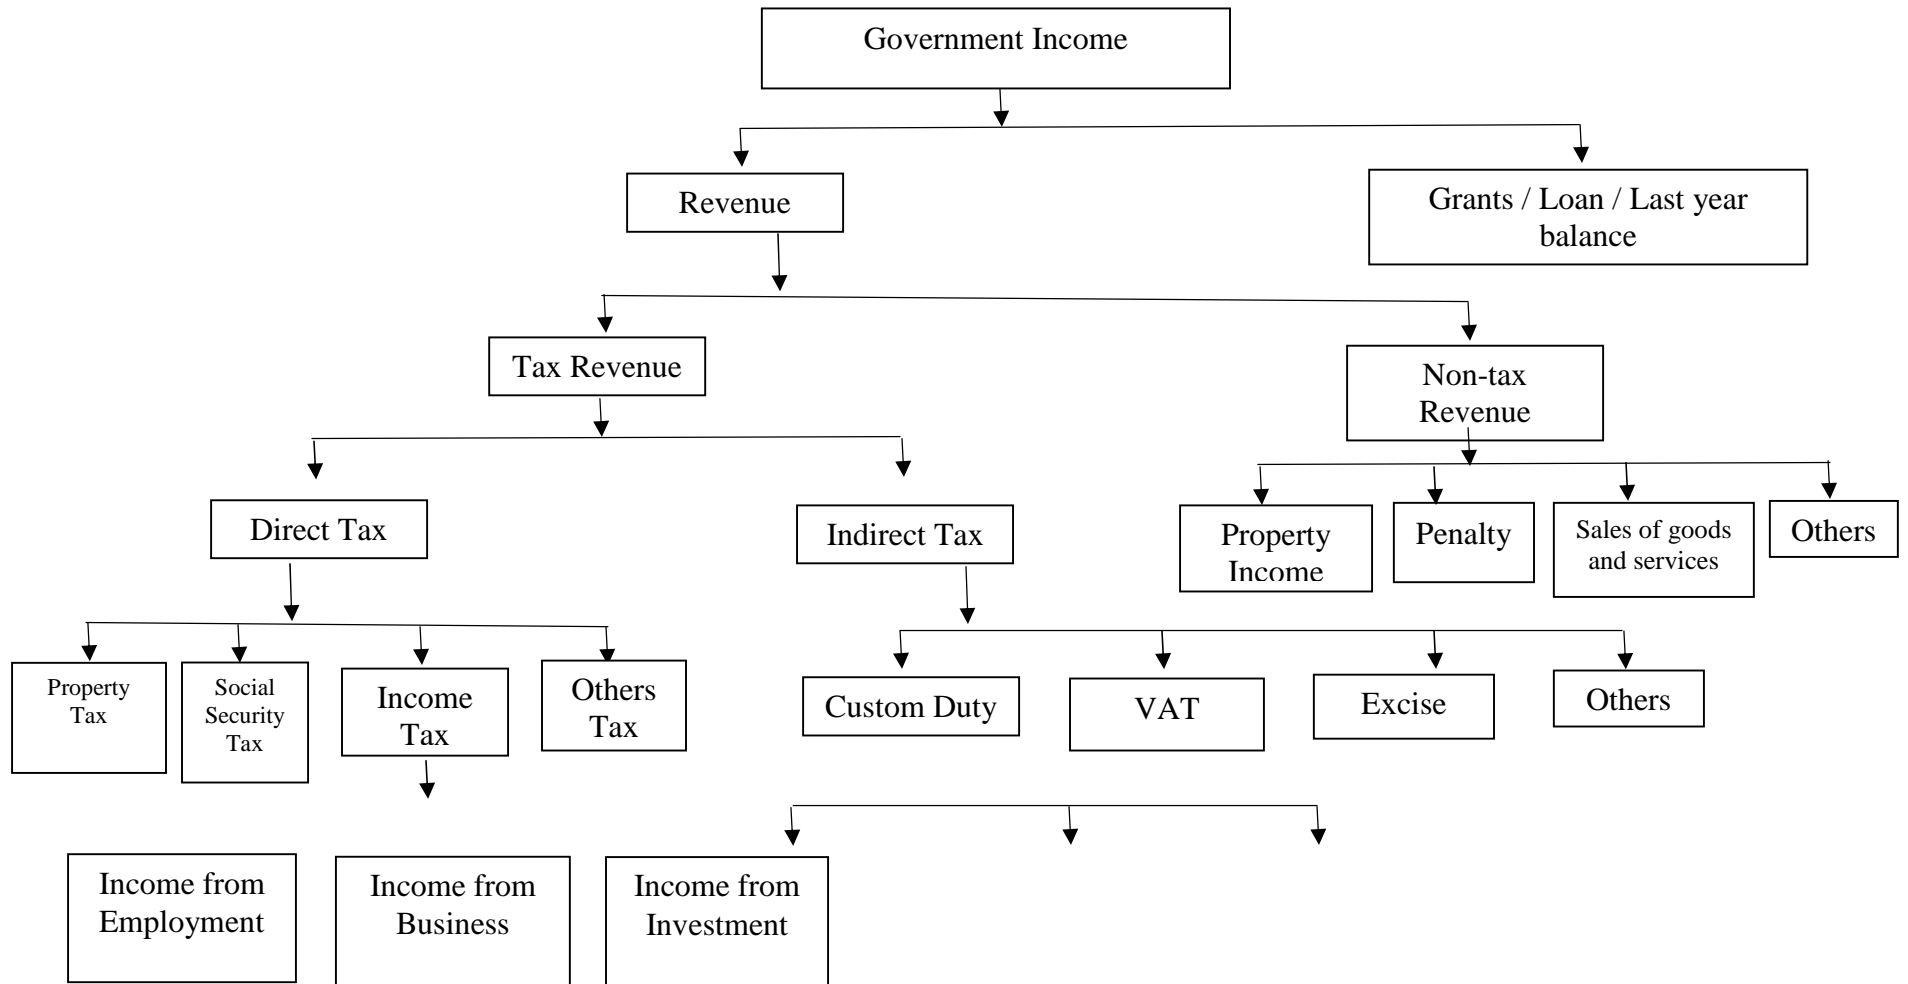 Government Income
Revenue
Grants / Loan / Last year
balance
Tax Revenue
Non-tax
Revenue
Direct Tax
Indirect Tax
Property
Income
Penalty
Sales of goods
and services
Others
Property
Tax
Social
Security
Tax
Income
Tax
Others
Tax
Custom Duty
VAT
Excise
Others
Income from
Employment
Income from
Business
Income from
Investment